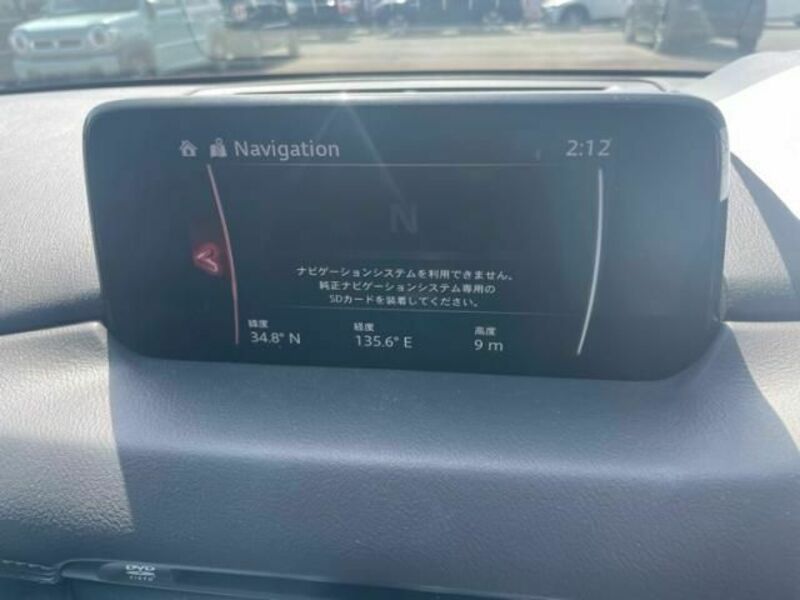 Navigation 2:12
N
ナビゲーションシステムを利用できません。
純正ナビゲーションシステム専用の
SDカードを装着してください。
緯度 経度 高度
34.8° N 135.6° E 9 m
DVD
VIDEO